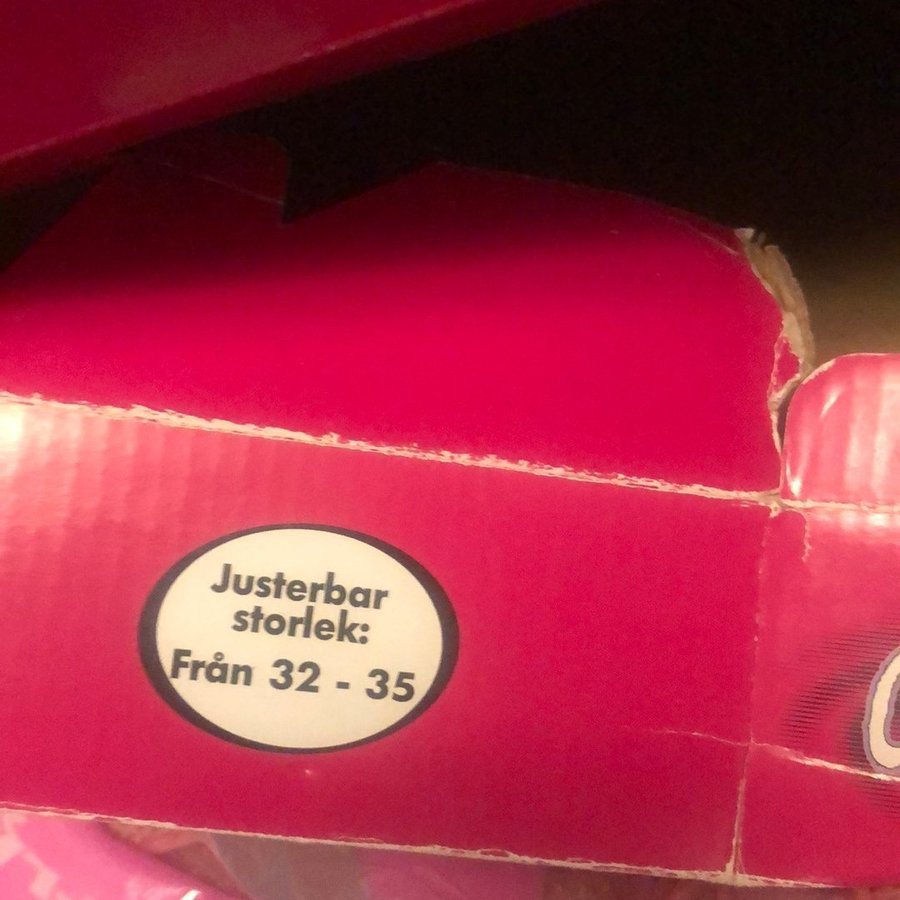 Justerbar
storlek:
Från 32 - 35